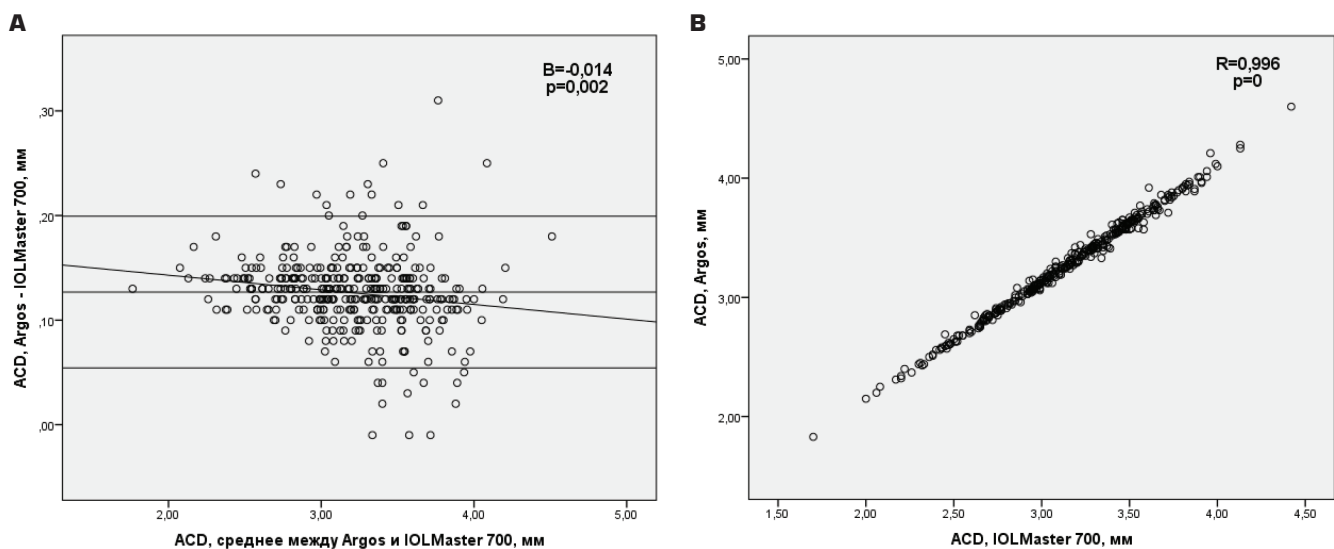 A
B=-0,014
p=0,002
ACD, Argos - IOLMaster 700, мм
,30
,20
,10
,00
2,00 3,00 4,00 5,00
ACD, среднее между Argos и IOLMaster 700, мм
B
R=0,996
p=0
ACD, Argos, мм
5,00
4,00
3,00
2,00
1,50 2,00 2,50 3,00 3,50 4,00 4,50
ACD, IOLMaster 700, мм